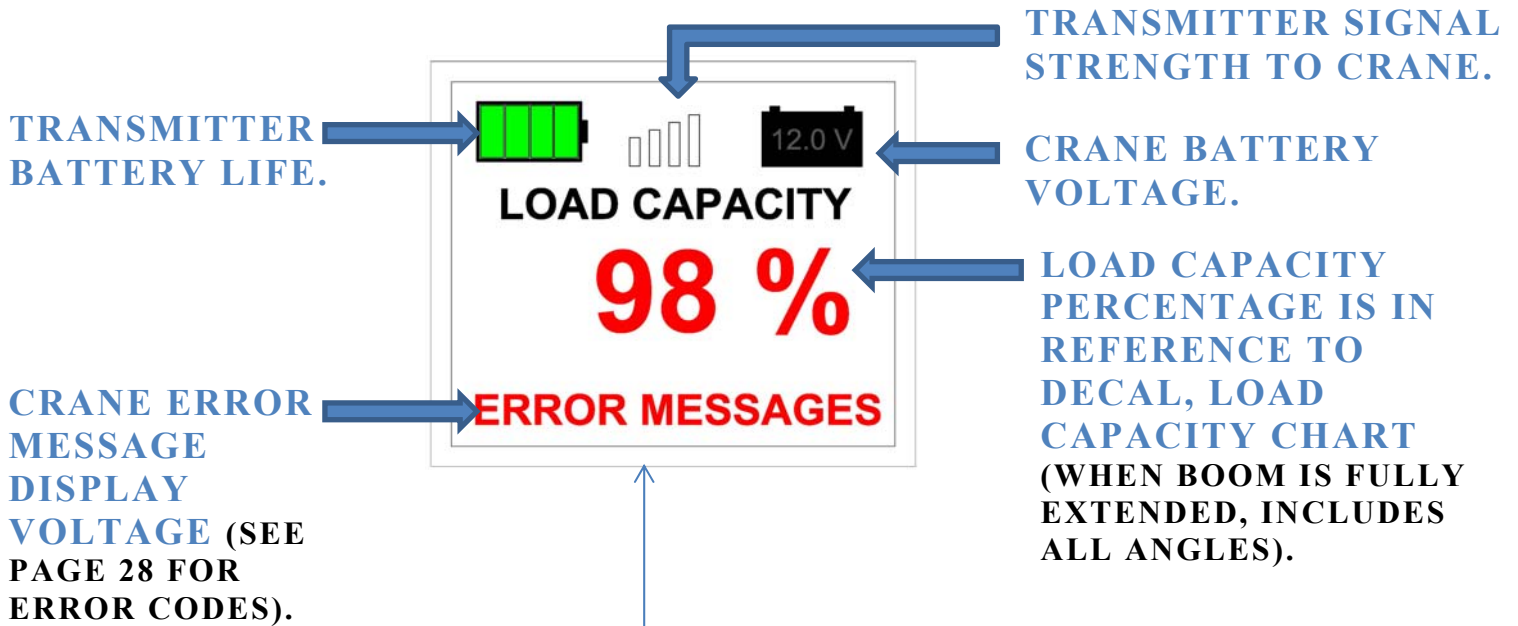 TRANSMITTER SIGNAL
STRENGTH TO CRANE.
TRANSMITTER
BATTERY LIFE.
12.0 V
CRANE BATTERY
VOLTAGE.
LOAD CAPACITY
98 %
LOAD CAPACITY
PERCENTAGE IS IN
REFERENCE TO
DECAL, LOAD
CAPACITY CHART
(WHEN BOOM IS FULLY
EXTENDED, INCLUDES
ALL ANGLES).
CRANE ERROR
MESSAGE
DISPLAY
VOLTAGE (SEE
PAGE 28 FOR
ERROR CODES).
ERROR MESSAGES